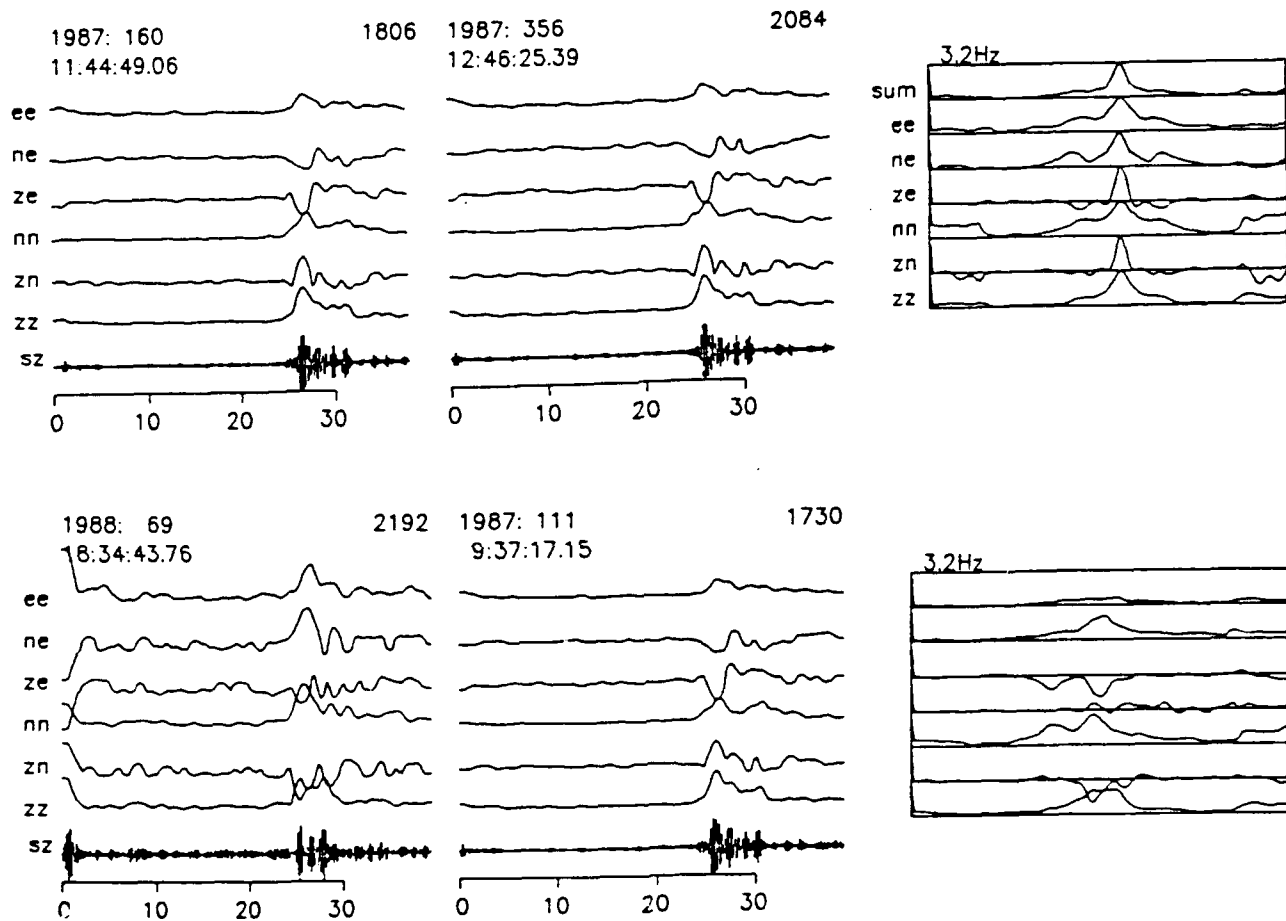 1987: 160 1806
11:44:49.06
1987: 356 2084
12:46:25.39
3.2Hz
ee
ne
ze
nn
zn
zz
sz
0 10 20 30
0 10 20 30
sum
ee
ne
ze
nn
zn
zz
1988: 69 2192
18:34:43.76
1987: 111 1730
9:37:17.15
3.2Hz
ee
ne
ze
nn
zn
zz
sz
0 10 20 30
0 10 20 30